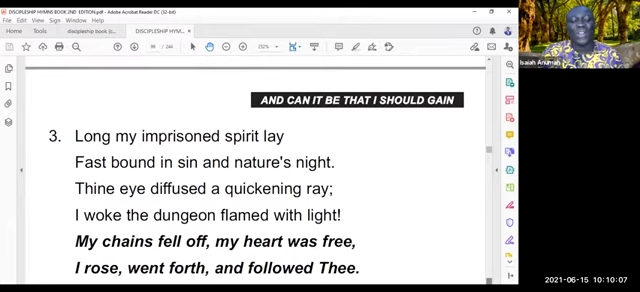 DISCIPLESHIP HYMNS BOOK 2ND EDITION.pdf - Adobe Acrobat Reader DC (32-bit)
File Edit View Sign Window Help
Home Tools discipleship book (c... DISCIPLESHIP HYM... ×
99 / 244 252%
Isaiah Anumah
AND CAN IT BE THAT I SHOULD GAIN
3. Long my imprisoned spirit lay
Fast bound in sin and nature's night.
Thine eye diffused a quickening ray;
I woke the dungeon flamed with light!
My chains fell off, my heart was free,
I rose, went forth, and followed Thee.
2021-06-15 10:10:07